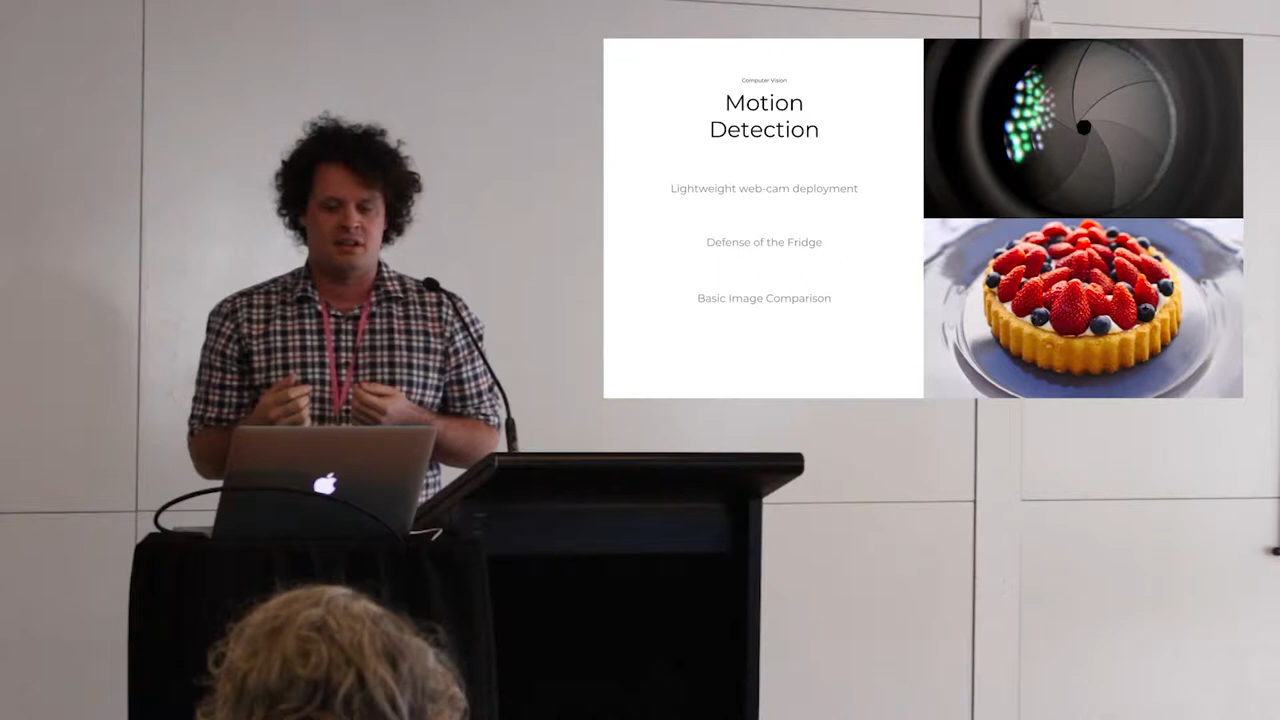 Computer Vision
Motion
Detection
Lightweight web-cam deployment
Defense of the Fridge
Basic Image Comparison